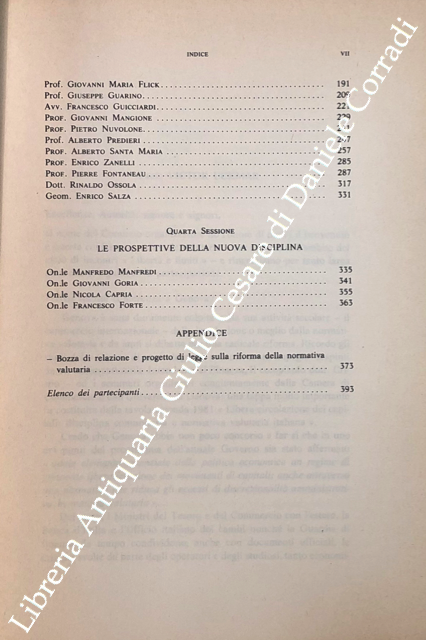 INDICE VII
Prof. Giovanni Maria Flick 191
Prof. Giuseppe Guarino
Avv. Francesco Guicciardi
Prof. Giovanni Mangione
Prof. Pietro Nuvolone
Prof. Alberto Predieri
Prof. Alberto Santa Maria 257
Prof. Enrico Zanelli 285
Prof. Pierre Fontaneau 287
Dott. Rinaldo Ossola 317
Geom. Enrico Salza 331
Quarta Sessione
LE PROSPETTIVE DELLA NUOVA DISCIPLINA
On.le Manfredo Manfredi 335
On.le Giovanni Goria 341
On.le Nicola Capria 355
On.le Francesco Forte 363
APPENDICE
– Bozza di relazione e progetto di legge sulla riforma della normativa
valutaria 373
Elenco dei partecipanti 393
Libreria Antiquaria Giulio Cesare di Daniele Corradi